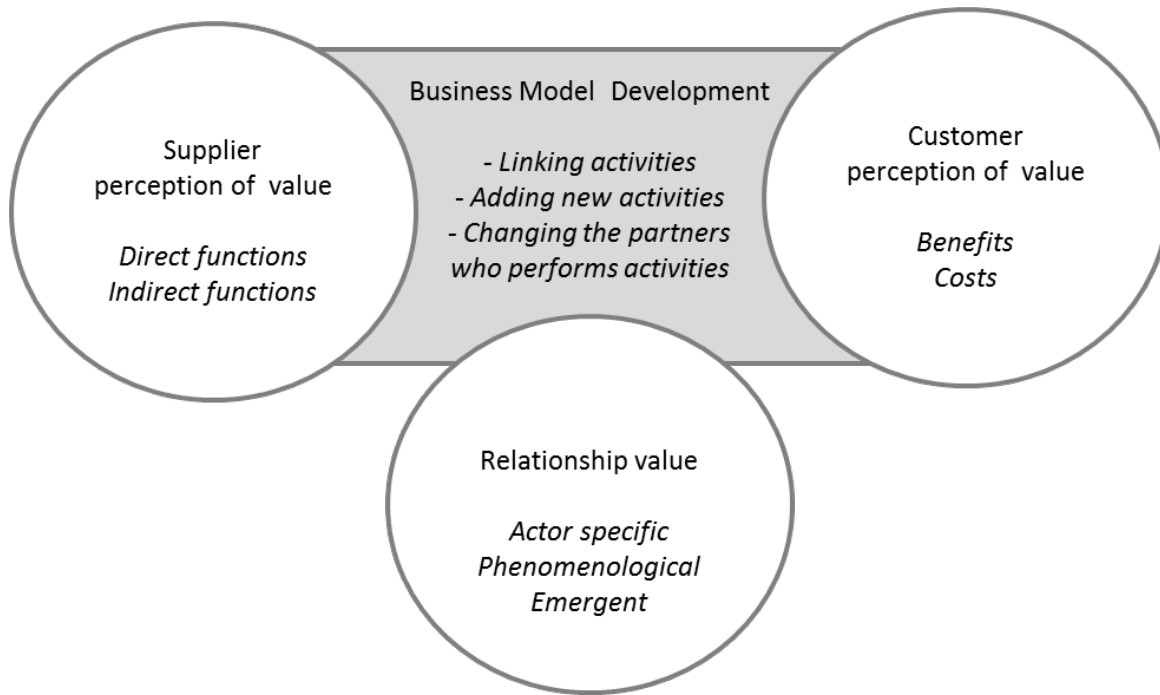 Business Model Development
- Linking activities
- Adding new activities
- Changing the partners
who performs activities
Supplier
perception of value
Direct functions
Indirect functions
Customer
perception of value
Benefits
Costs
Relationship value
Actor specific
Phenomenological
Emergent